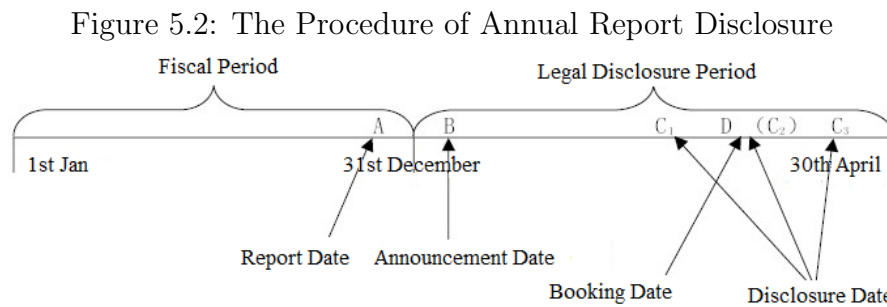 Figure 5.2: The Procedure of Annual Report Disclosure
Fiscal Period
Legal Disclosure Period
A B C₁ D (C₂) C₃
1st Jan 31st December 30th April
Report Date Announcement Date
Booking Date Disclosure Date